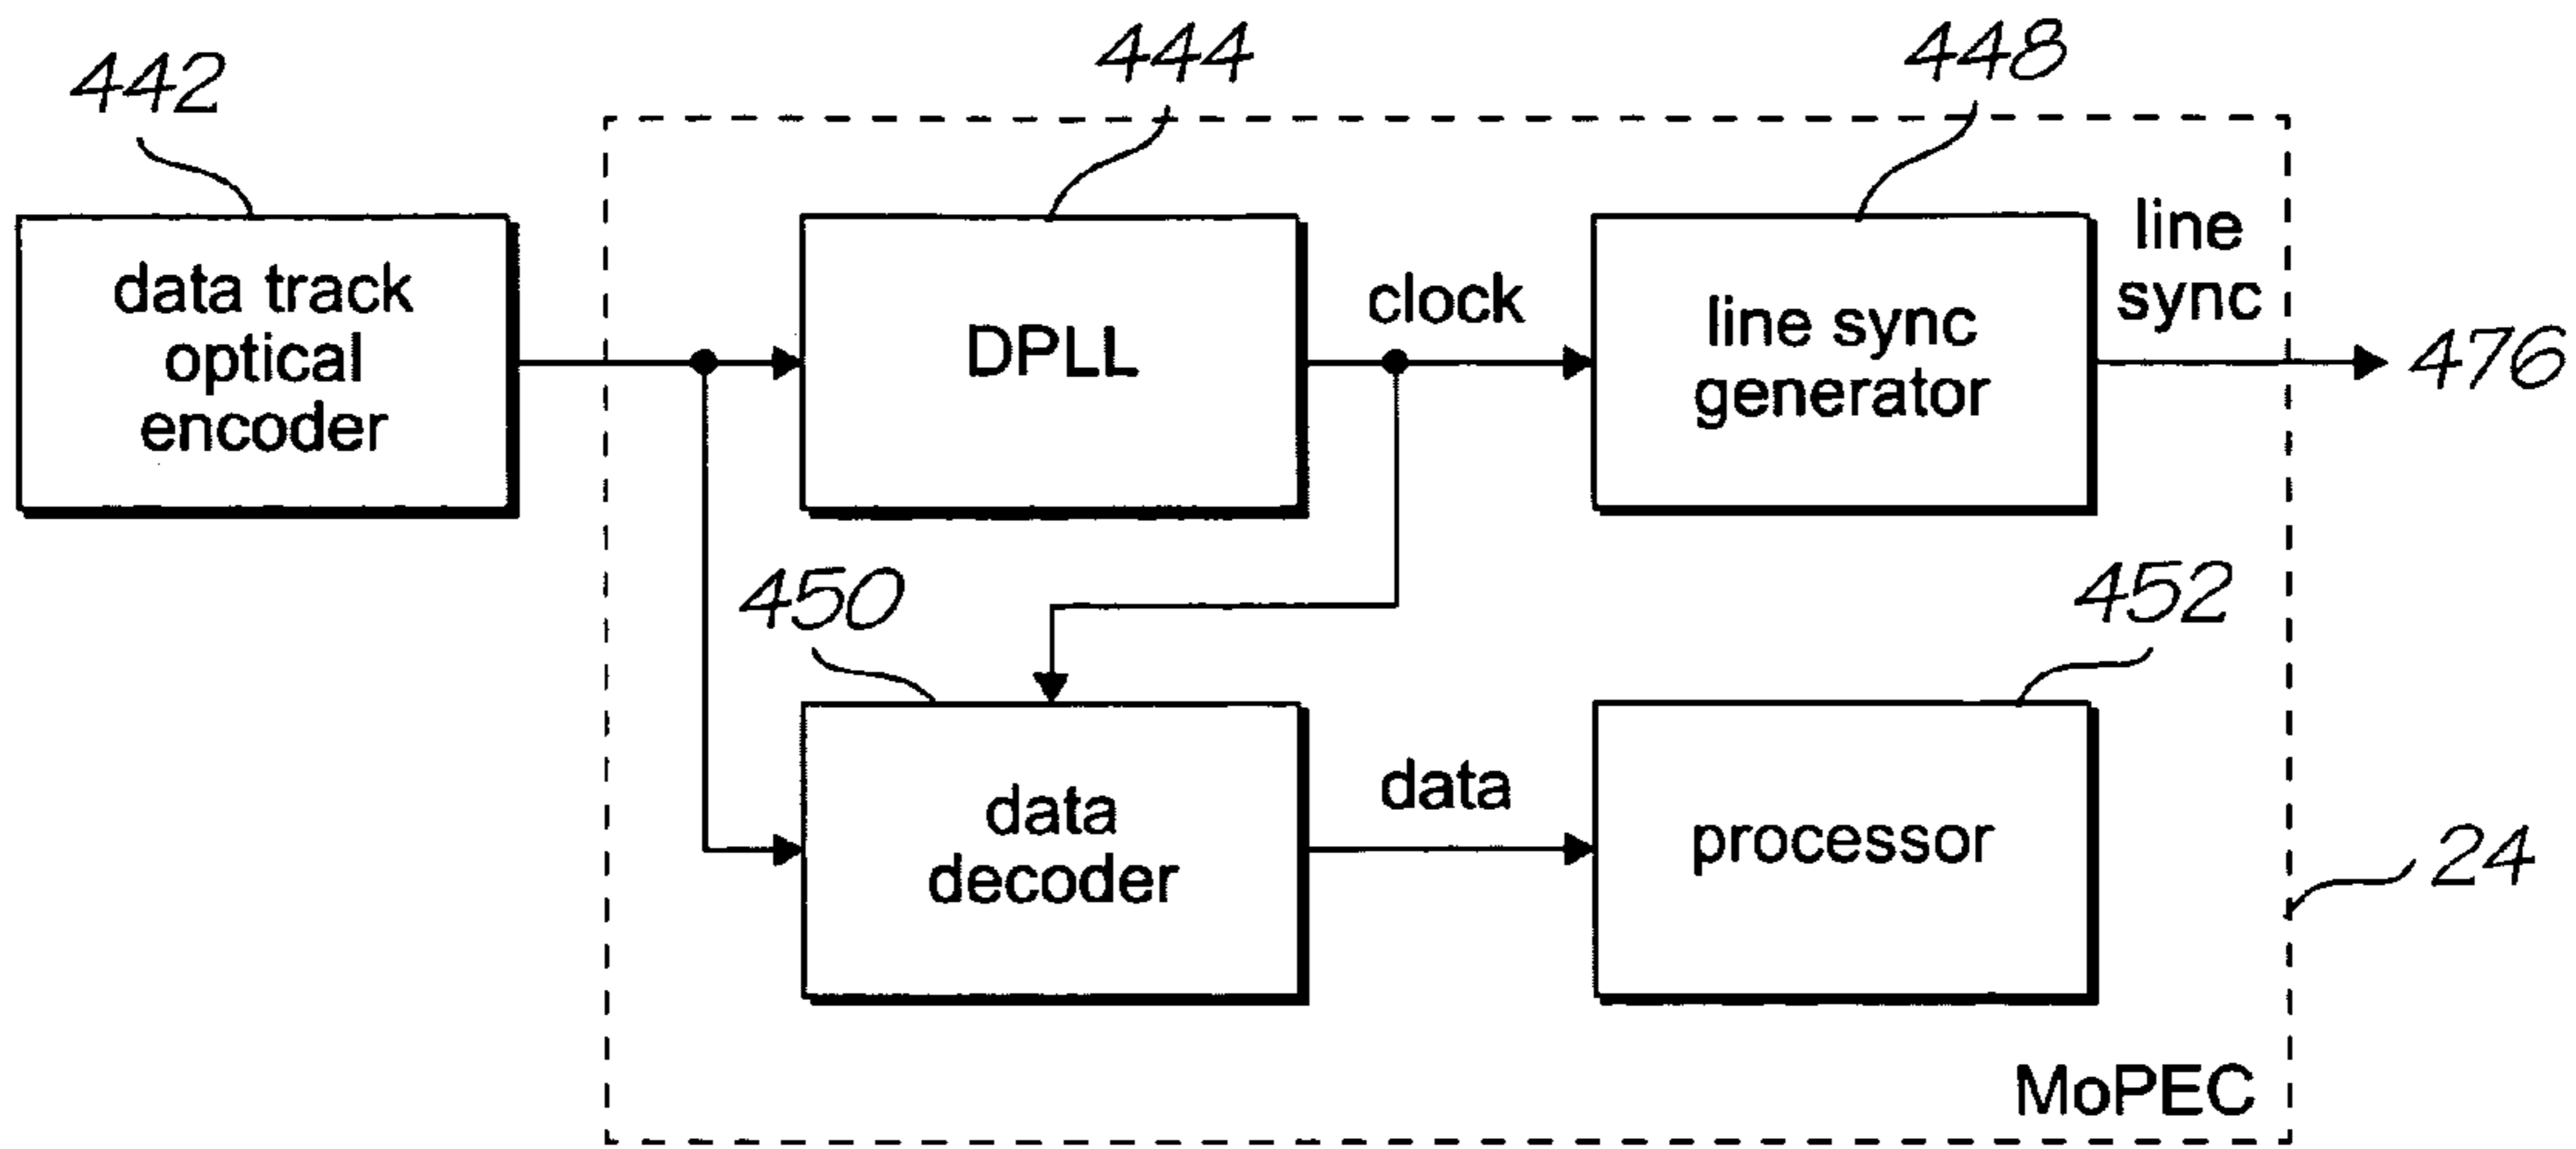 442
444
448
data track
optical
encoder
DPLL
clock
line sync
generator
line
sync
476
450
452
data
decoder
data
processor
24
MoPEC